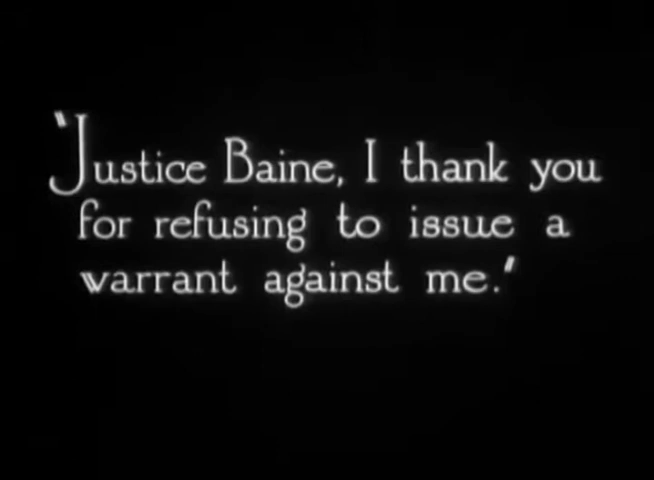 "Justice Baine, I thank you
for refusing to issue a
warrant against me."